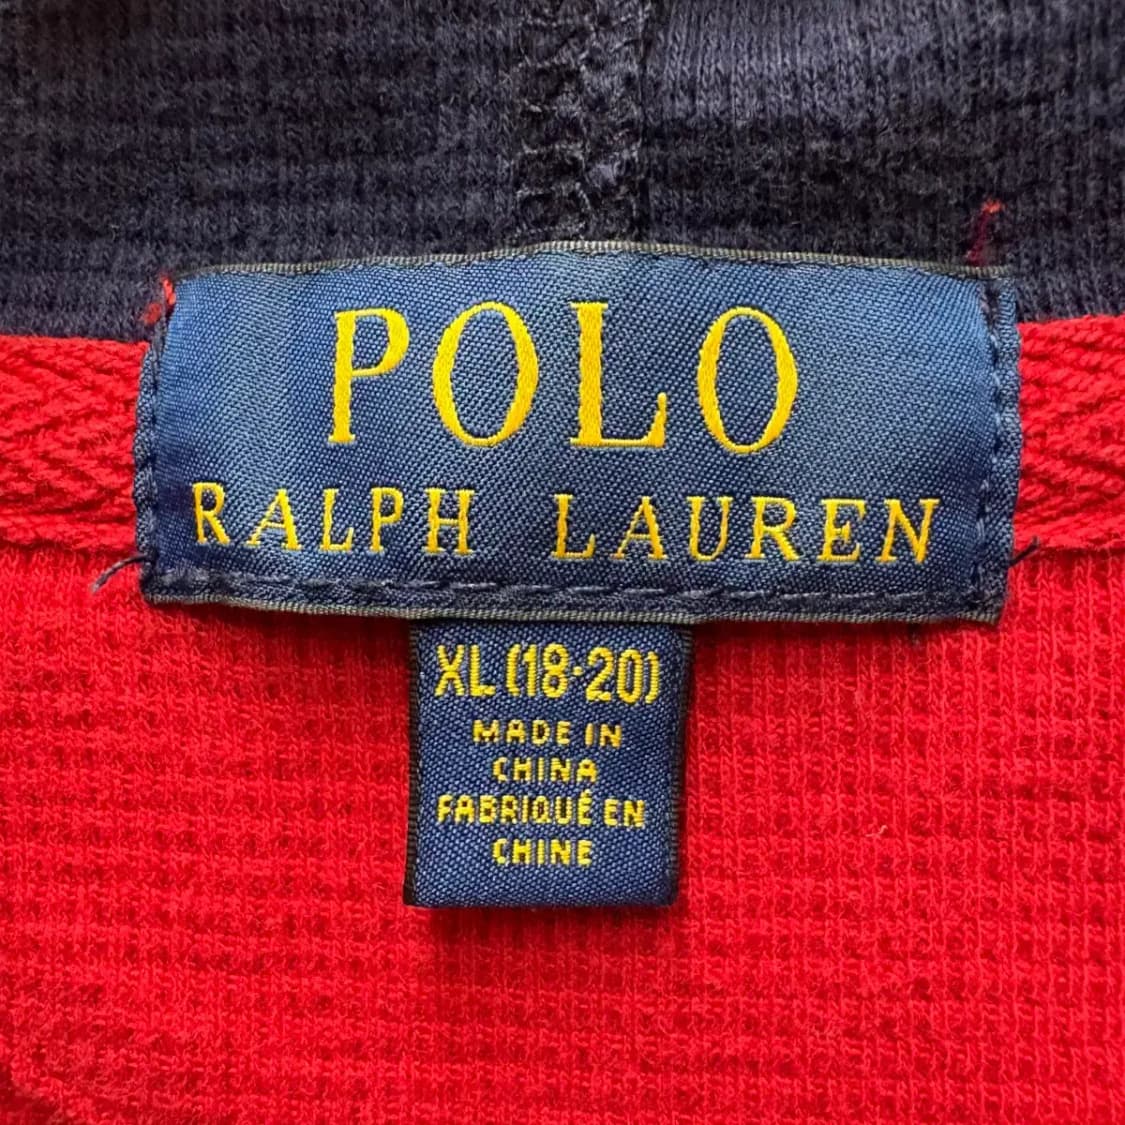 POLO
RALPH LAUREN
XL (18-20)
MADE IN
CHINA
FABRIQUÉ EN
CHINE